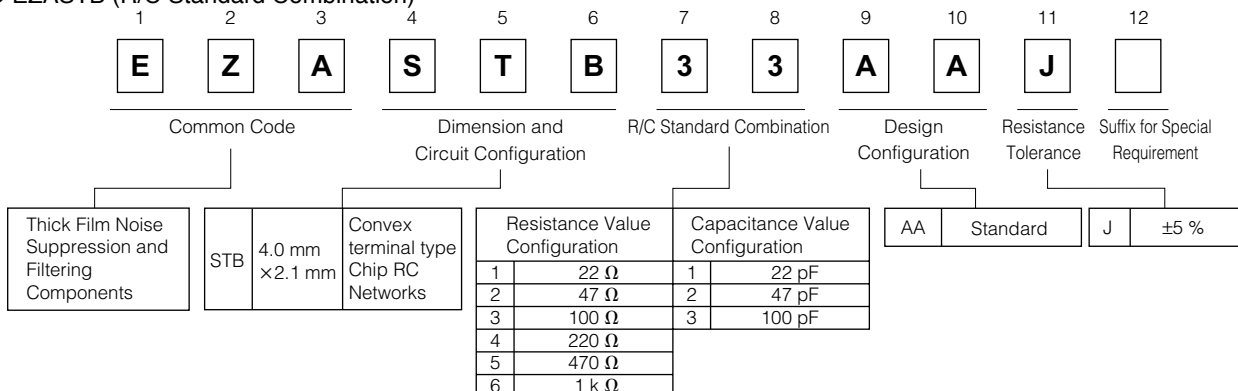 EZASTB (R/C Standard Combination)
1 2 3 4 5 6 7 8 9 10 11 12
E Z A S T B 3 3 A A J
Common Code
Dimension and
Circuit Configuration
R/C Standard Combination
Design
Configuration
Resistance
Tolerance
Suffix for Special
Requirement
Thick Film Noise
Suppression and
Filtering
Components
STB
4.0 mm
×2.1 mm
Convex
terminal type
Chip RC
Networks
Resistance Value
Configuration
1 22 Ω
2 47 Ω
3 100 Ω
4 220 Ω
5 470 Ω
6 1 k Ω
Capacitance Value
Configuration
1 22 pF
2 47 pF
3 100 pF
AA Standard
J ±5 %